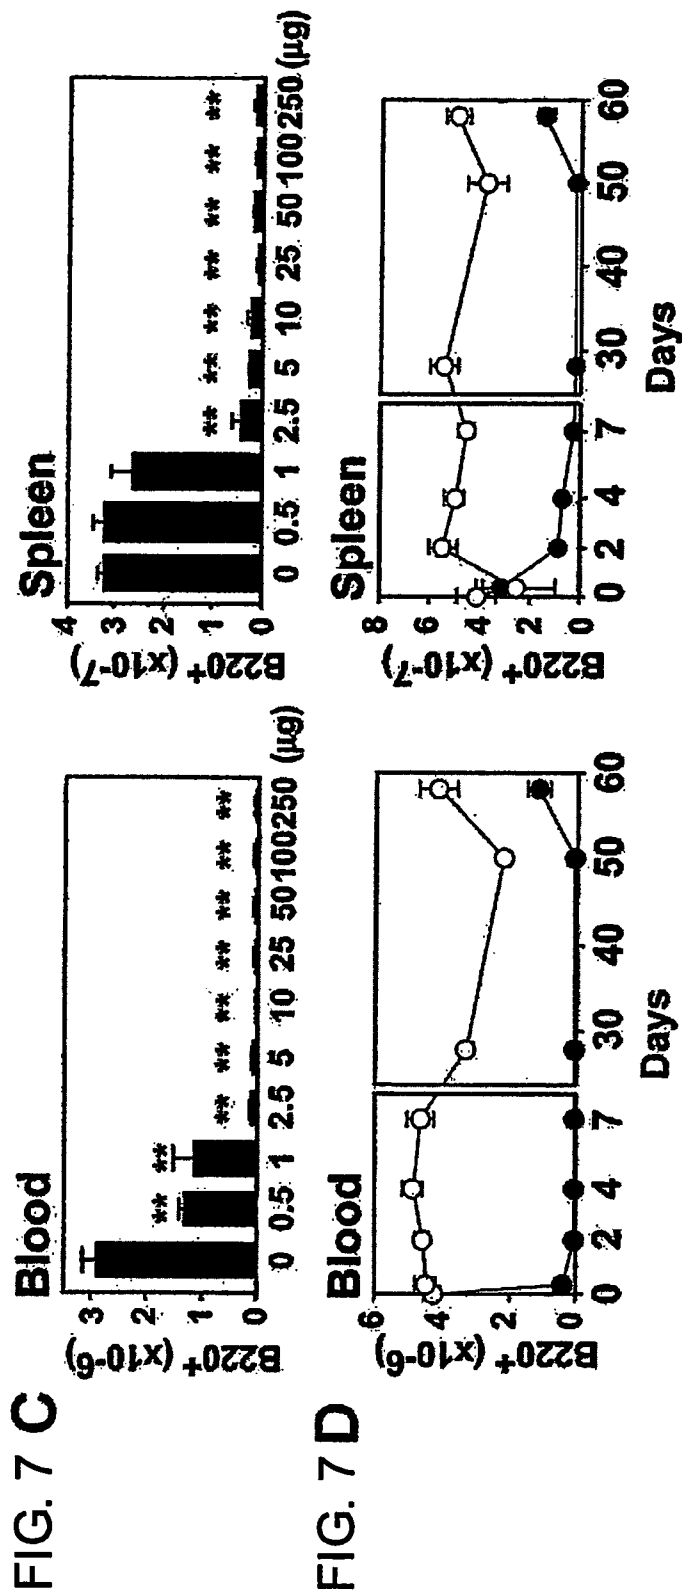 FIG. 7 C
Blood
B220+ (x10-6)
3
2
1
0
** ** ** ** ** ** ** ** **
0 0.5 1 2.5 5 10 25 50 100 250 (µg)
Spleen
B220+ (x10-7)
4
3
2
1
0
** ** ** ** ** ** **
0 0.5 1 2.5 5 10 25 50 100 250 (µg)
FIG. 7 D
Blood
B220+ (x10-6)
6
4
2
0
0 2 4 7 30 40 50 60
Days
Spleen
B220+ (x10-7)
8
6
4
2
0
0 2 4 7 30 40 50 60
Days